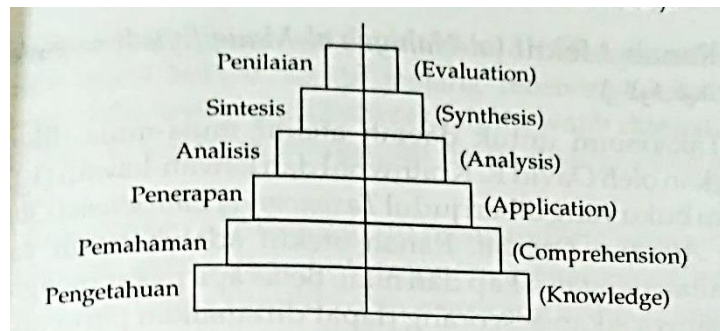 Penilaian (Evaluation)
Sintesis (Synthesis)
Analisis (Analysis)
Penerapan (Application)
Pemahaman (Comprehension)
Pengetahuan (Knowledge)